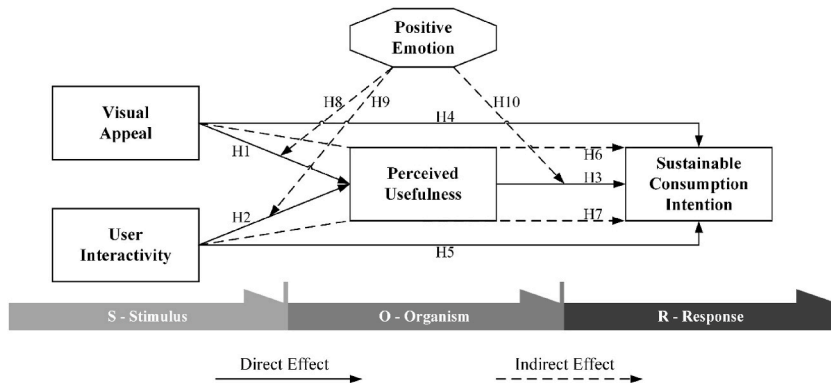 Positive
Emotion
Visual
Appeal
H8
H9
H10
H4
H1
H6
Perceived
Usefulness
H3
Sustainable
Consumption
Intention
H2
H7
User
Interactivity
H5
S - Stimulus
O - Organism
R - Response
Direct Effect
Indirect Effect